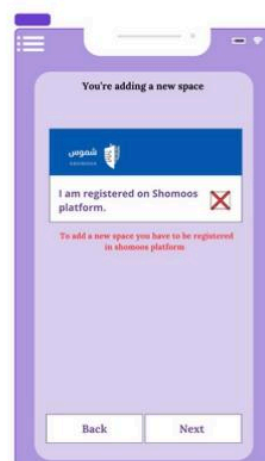 You're adding a new space
شموس
SHOMOOS
I am registered on Shomoos
platform.
To add a new space you have to be registered
in shomoos platform
Back
Next